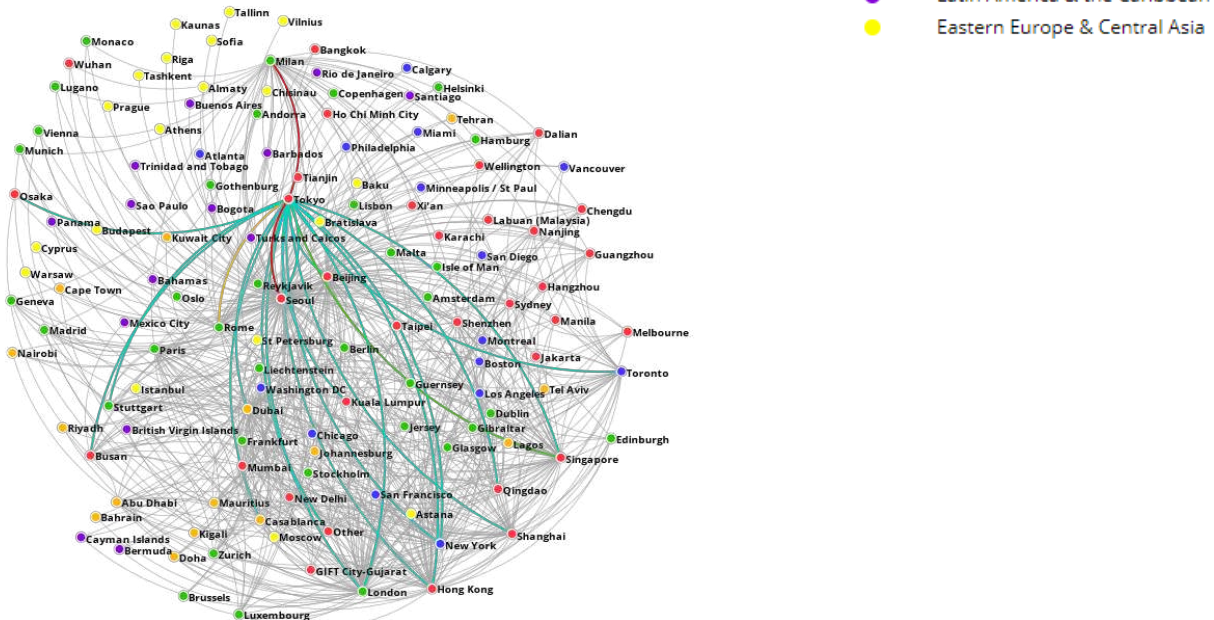 Latin America & the Caribbean
Eastern Europe & Central Asia
Tallinn
Kaunas
Vilnius
Monaco
Sofia
Bangkok
Wuhan
Riga
Milan
Calgary
Tashkent
Rio de Janeiro
Lugano
Almaty
Chisinau
Copenhagen
Helsinki
Santiago
Prague
Buenos Aires
Andorra
Ho Chi Minh City
Tehran
Vienna
Athens
Miami
Dalian
Munich
Atlanta
Barbados
Philadelphia
Hamburg
Trinidad and Tobago
Wellington
Vancouver
Tianjin
Gothenburg
Baku
Minneapolis / St Paul
Osaka
Tokyo
Sao Paulo
Bogota
Lisbon
Xi'an
Chengdu
Panama
Budapest
Bratislava
Labuan (Malaysia)
Kuwait City
Turks and Caicos
Karachi
Nanjing
Cyprus
Malta
San Diego
Guangzhou
Warsaw
Isle of Man
Cape Town
Bahamas
Reykjavik
Beijing
Hangzhou
Geneva
Oslo
Seoul
Amsterdam
Sydney
Mexico City
Rome
Taipei
Shenzhen
Manila
Madrid
Melbourne
Nairobi
Paris
St Petersburg
Berlin
Montreal
Jakarta
Liechtenstein
Boston
Toronto
Istanbul
Washington DC
Guernsey
Los Angeles
Tel Aviv
Stuttgart
Dubai
Kuala Lumpur
Dublin
Riyadh
British Virgin Islands
Frankfurt
Chicago
Jersey
Gibraltar
Busan
Johannesburg
Glasgow
Lagos
Edinburgh
Mumbai
Stockholm
Singapore
Abu Dhabi
Mauritius
New Delhi
San Francisco
Qingdao
Bahrain
Casablanca
Astana
Cayman Islands
Kigali
Moscow
Other
Shanghai
Bermuda
Doha
Zurich
New York
GIFT City-Gujarat
Brussels
London
Hong Kong
Luxembourg